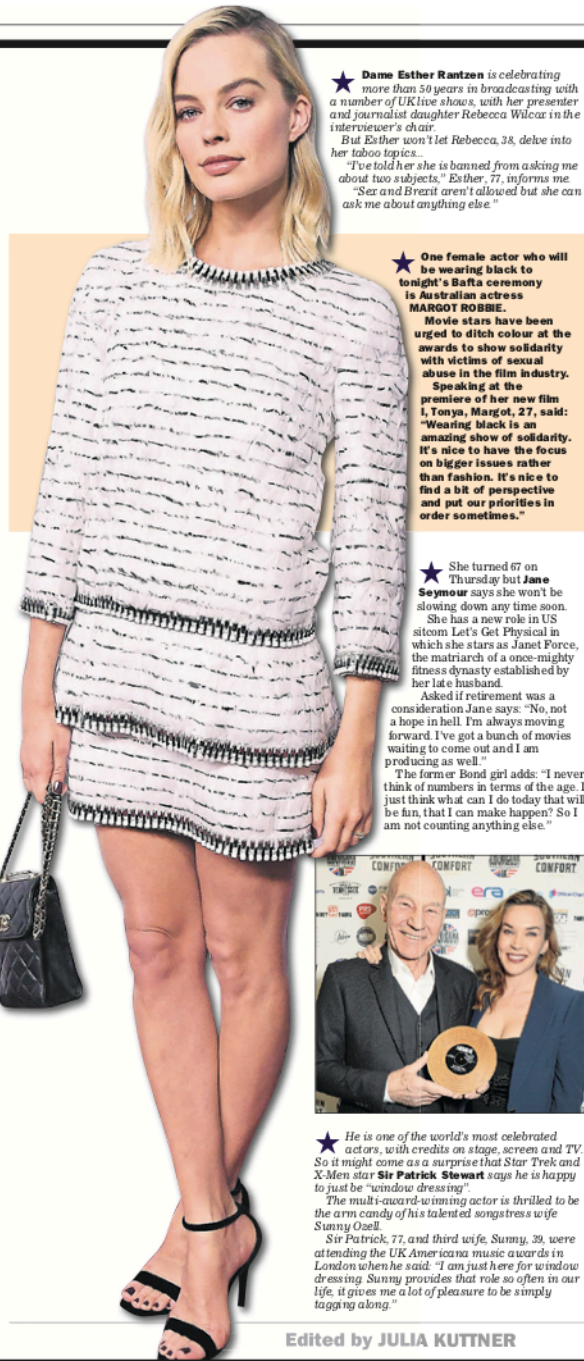 Dame Esther Rantzen is celebrating
more than 50 years in broadcasting with
a number of UK live shows, with her presenter
and journalist daughter Rebecca Wilcox in the
interviewer's chair.
But Esther won't let Rebecca, 38, delve into
her taboo topics...
"I've told her she is banned from asking me
about two subjects," Esther, 77, informs me.
"Sex and Brexit aren't allowed but she can
ask me about anything else."
One female actor who will
be wearing black to
tonight's Bafta ceremony
is Australian actress
MARGOT ROBBIE.
Movie stars have been
urged to ditch colour at the
awards to show solidarity
with victims of sexual
abuse in the film industry.
Speaking at the
premiere of her new film
I, Tonya, Margot, 27, said:
"Wearing black is an
amazing show of solidarity.
It's nice to have the focus
on bigger issues rather
than fashion. It's nice to
find a bit of perspective
and put our priorities in
order sometimes."
She turned 67 on
Thursday but Jane
Seymour says she won't be
slowing down any time soon.
She has a new role in US
sitcom Let's Get Physical in
which she stars as Janet Force,
the matriarch of a once-mighty
fitness dynasty established by
her late husband.
Asked if retirement was a
consideration Jane says: "No, not
a hope in hell. I'm always moving
forward. I've got a bunch of movies
waiting to come out and I am
producing as well."
The former Bond girl adds: "I never
think of numbers in terms of the age. I
just think what can I do today that will
be fun, that I can make happen? So I
am not counting anything else."
SOUTHERN
COMFORT
COMFORT
era
He is one of the world's most celebrated
actors, with credits on stage, screen and TV.
So it might come as a surprise that Star Trek and
X-Men star Sir Patrick Stewart says he is happy
to just be "window dressing".
The multi-award-winning actor is thrilled to be
the arm candy of his talented songstress wife
Sunny Ozell.
Sir Patrick, 77, and third wife, Sunny, 39, were
attending the UK Americana music awards in
London when he said: "I am just here for window
dressing. Sunny provides that role so often in our
life, it gives me a lot of pleasure to be simply
tagging along."
Edited by JULIA KUTTNER